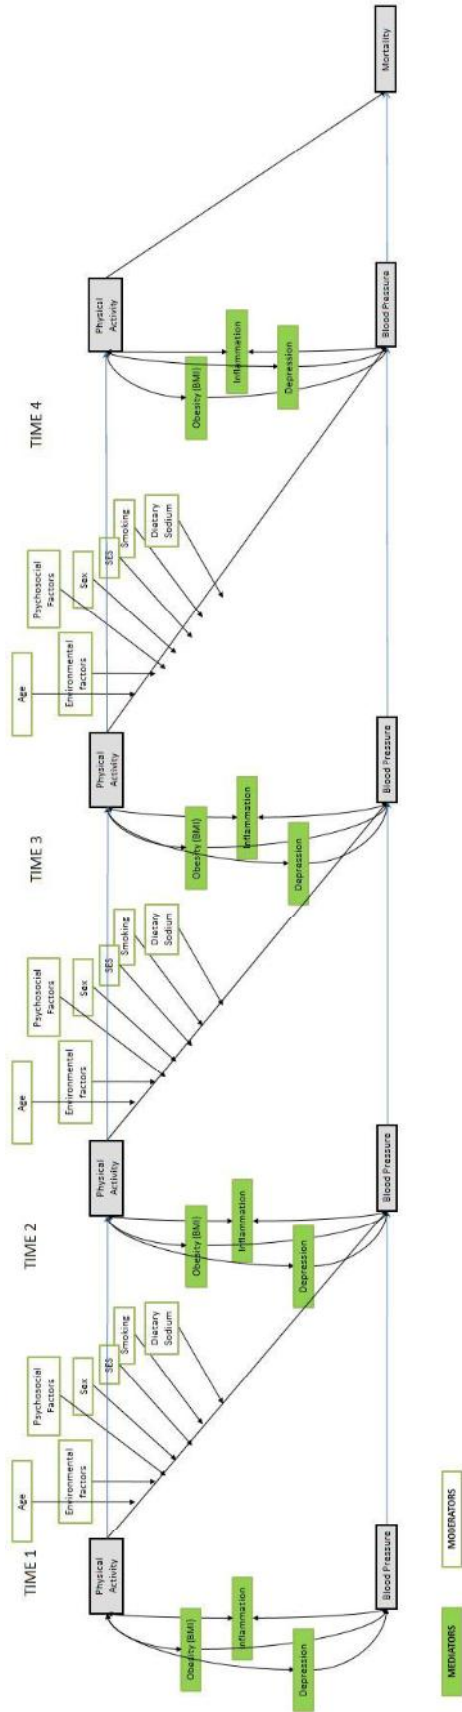 TIME 1
TIME 2
TIME 3
TIME 4
Physical
Activity
Obesity (BMI)
Inflammation
Depression
Blood Pressure
Age
Environmental
factors
Psychosocial
Factors
Sex
SES
Smoking
Dietary
Sodium
Physical
Activity
Obesity (BMI)
Inflammation
Depression
Blood Pressure
Age
Environmental
factors
Psychosocial
Factors
Sex
SES
Smoking
Dietary
Sodium
Physical
Activity
Obesity (BMI)
Inflammation
Depression
Blood Pressure
Age
Environmental
factors
Psychosocial
Factors
Sex
SES
Smoking
Dietary
Sodium
Physical
Activity
Obesity (BMI)
Inflammation
Depression
Blood Pressure
Mortality
MEDIATORS
MODERATORS